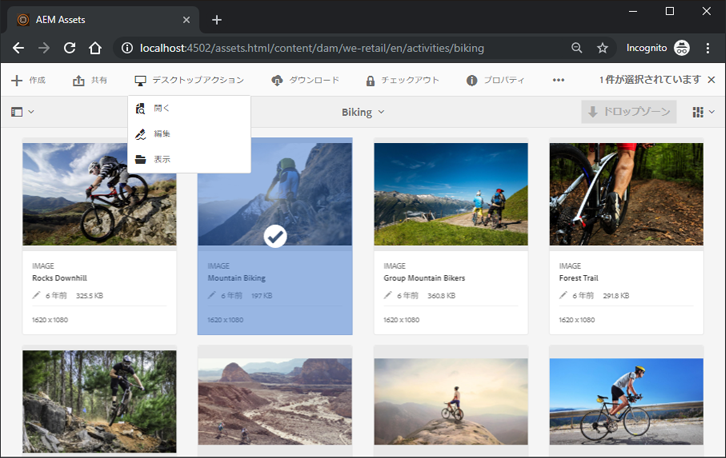 AEM Assets
localhost:4502/assets.html/content/dam/we-retail/en/activities/biking
Incognito
作成
共有
デスクトップアクション
ダウンロード
チェックアウト
プロパティ
1 件が選択されています
開く
編集
表示
Biking
ドロップゾーン
IMAGE
Rocks Downhill
6 年前 325.5 KB
1620 x 1080
IMAGE
Mountain Biking
6 年前 197 KB
1620 x 1080
IMAGE
Group Mountain Bikers
6 年前 360.8 KB
1620 x 1080
IMAGE
Forest Trail
6 年前 291.8 KB
1620 x 1080